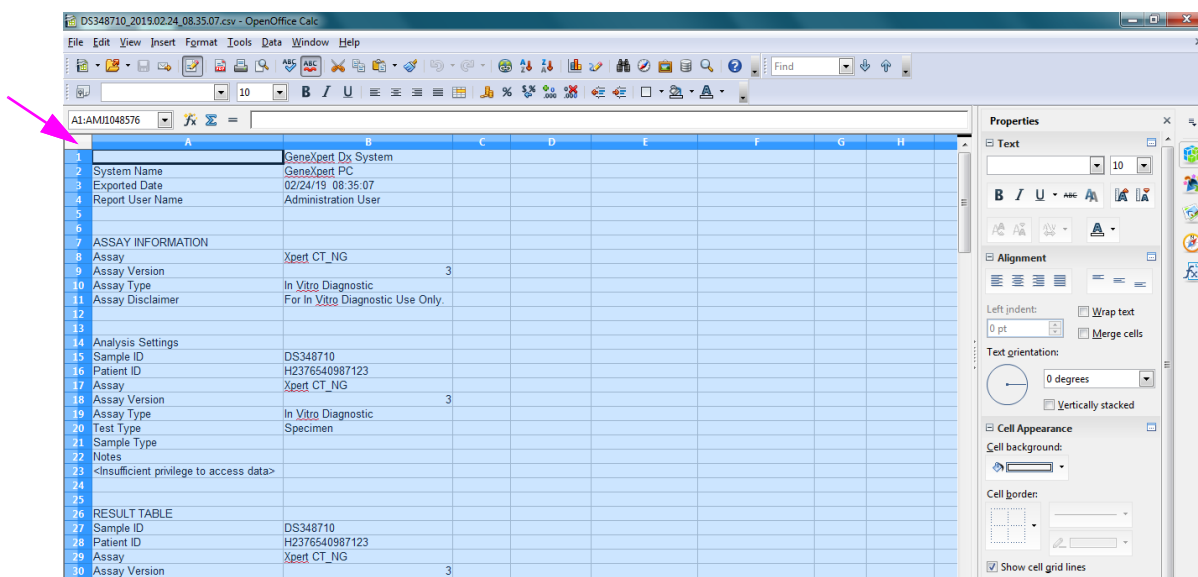 DS348710_2019.02.24_08.35.07.csv - OpenOffice Calc
File Edit View Insert Format Tools Data Window Help
Find
10 B I U
A1:AMJ1048576 fx Σ =
A B C D E F G H
1 GeneXpert Dx System
2 System Name GeneXpert PC
3 Exported Date 02/24/19 08:35:07
4 Report User Name Administration User
5
6
7 ASSAY INFORMATION
8 Assay Xpert CT_NG
9 Assay Version 3
10 Assay Type In Vitro Diagnostic
11 Assay Disclaimer For In Vitro Diagnostic Use Only.
12
13
14 Analysis Settings
15 Sample ID DS348710
16 Patient ID H2376540987123
17 Assay Xpert CT_NG
18 Assay Version 3
19 Assay Type In Vitro Diagnostic
20 Test Type Specimen
21 Sample Type
22 Notes
23 <Insufficient privilege to access data>
24
25
26 RESULT TABLE
27 Sample ID DS348710
28 Patient ID H2376540987123
29 Assay Xpert CT_NG
30 Assay Version 3
Properties
Text
10
B I U ABC
Alignment
Left indent:
Wrap text
0 pt
Merge cells
Text orientation:
0 degrees
Vertically stacked
Cell Appearance
Cell background:
Cell border:
Show cell grid lines